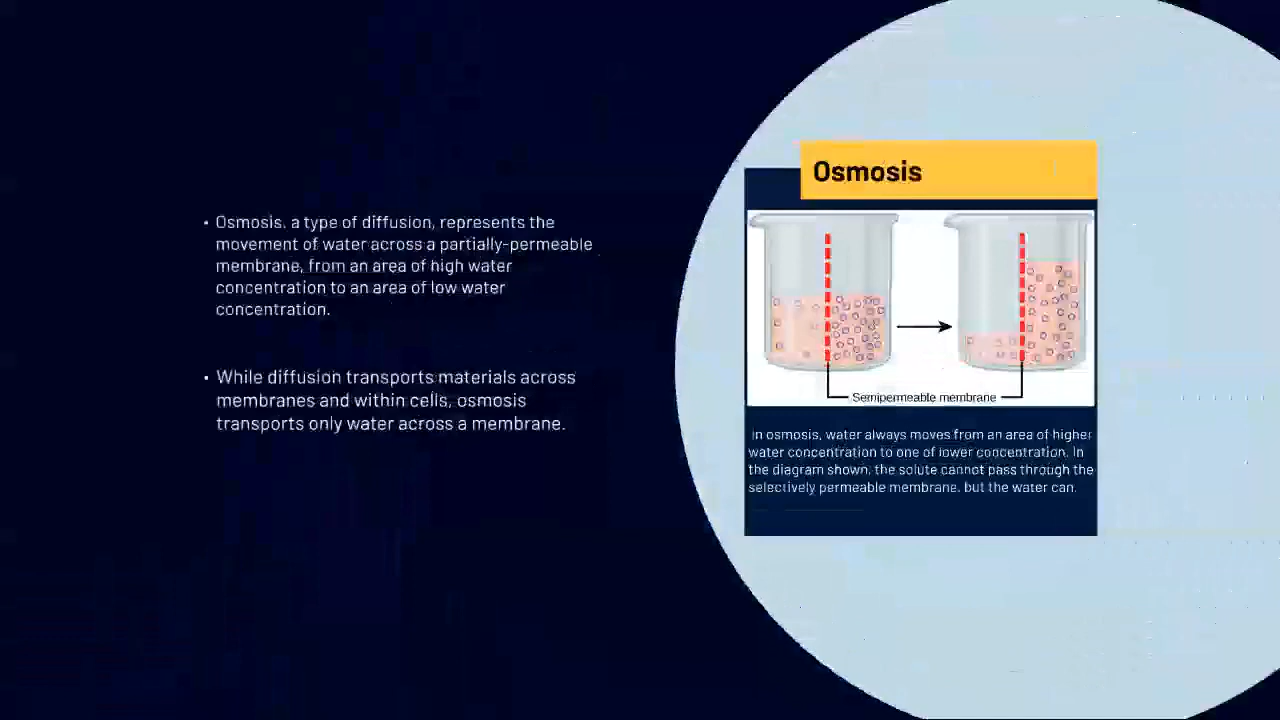 • Osmosis, a type of diffusion, represents the
movement of water across a partially-permeable
membrane, from an area of high water
concentration to an area of low water
concentration.
• While diffusion transports materials across
membranes and within cells, osmosis
transports only water across a membrane.
Osmosis
Semipermeable membrane
In osmosis, water always moves from an area of higher
water concentration to one of lower concentration. In
the diagram shown, the solute cannot pass through the
selectively permeable membrane, but the water can.